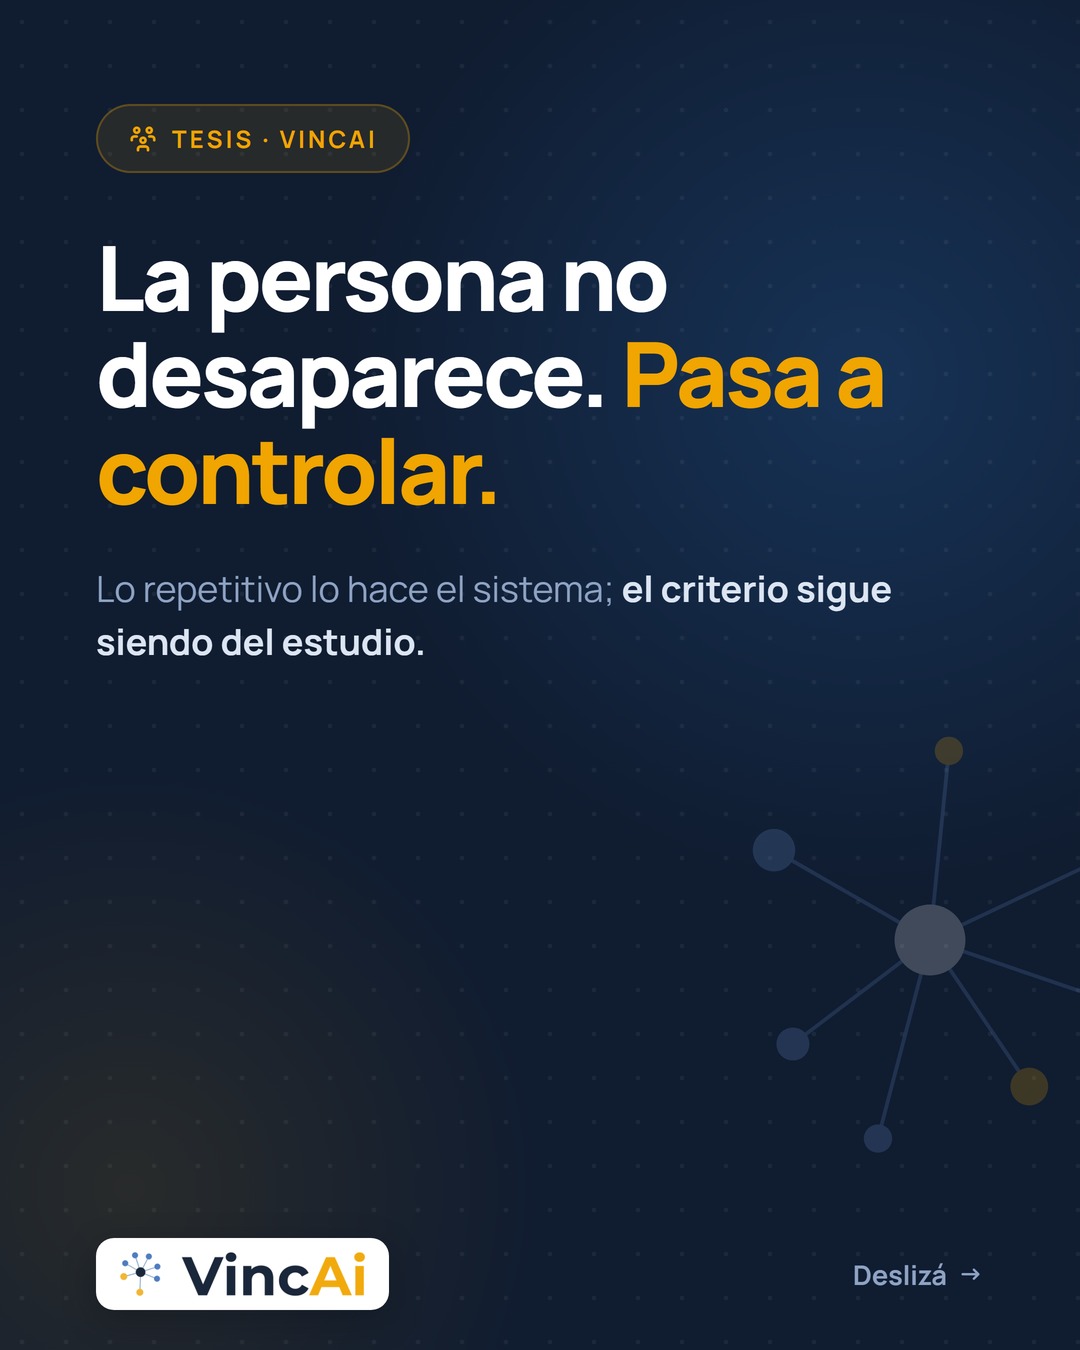 TESIS · VINCAI
La persona no
desaparece. Pasa a
controlar.
Lo repetitivo lo hace el sistema; el criterio sigue
siendo del estudio.
VincAi
Deslizá →